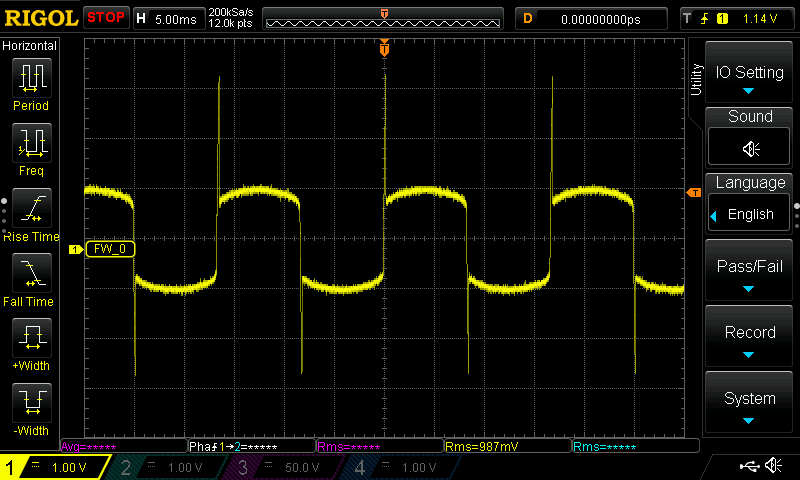 RIGOL STOP H 5.00ms 200kSa/s 12.0k pts T D 0.00000000ps T 1 1.14 V
Horizontal
Period
Freq
Rise Time
Fall Time
+Width
-Width
T
T
1 FW_0
Utility
IO Setting
Sound
Language
English
Pass/Fail
Record
System
Avg=***** Pha 1→2=***** Rms=***** Rms=987mV Rms=*****
1 = 1.00 V 2 = 1.00 V 3 = 50.0 V 4 = 1.00 V